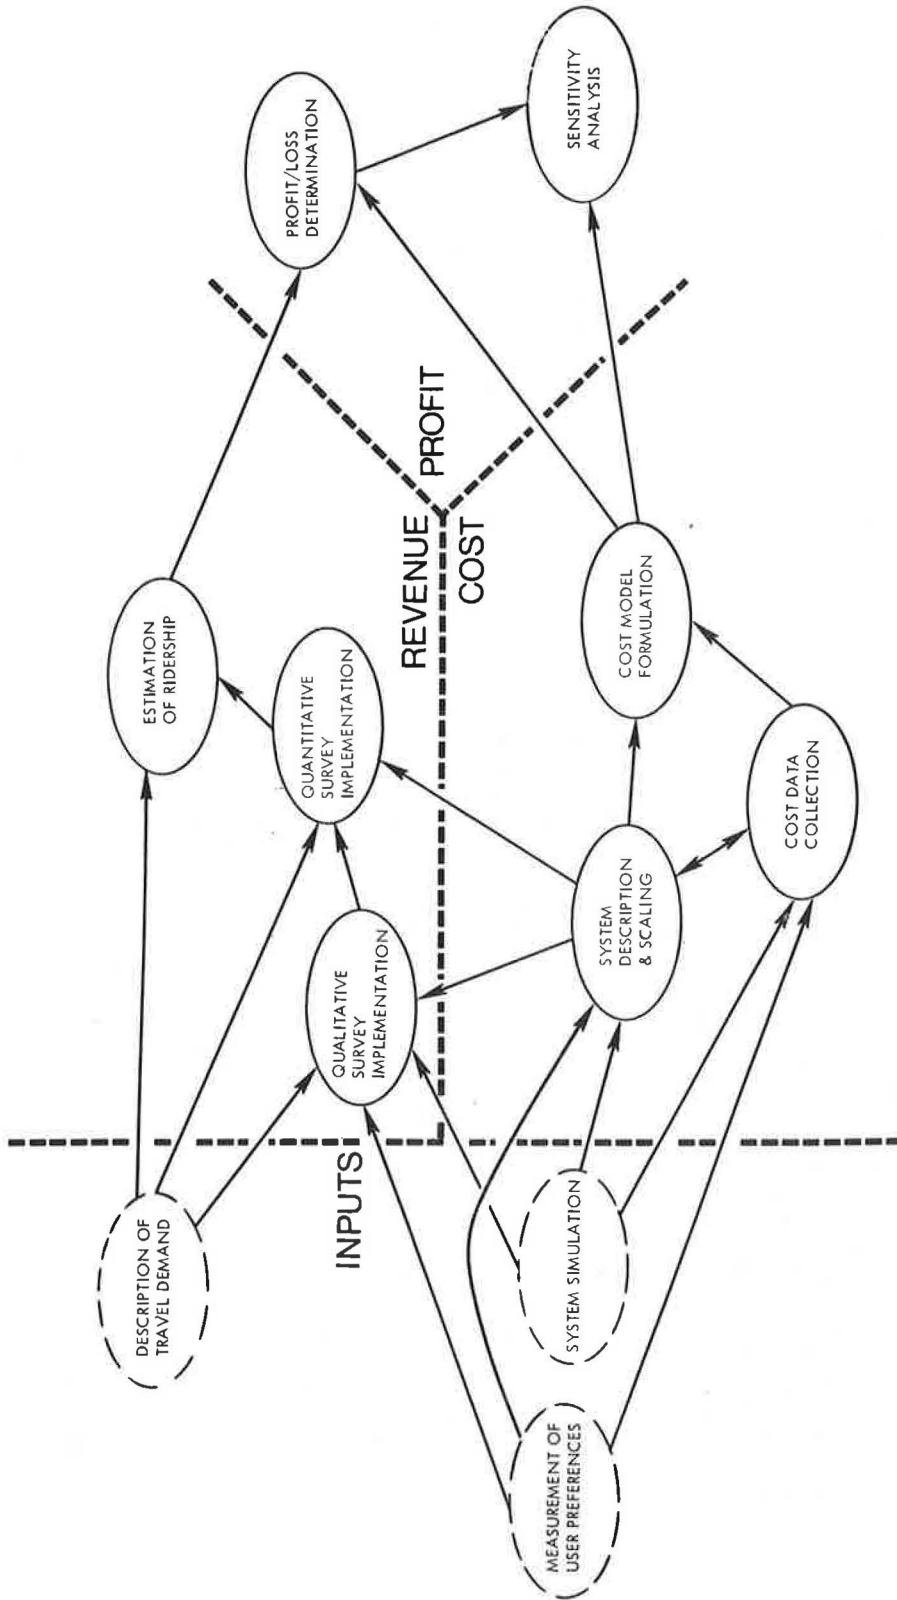 DESCRIPTION OF
TRAVEL DEMAND
MEASUREMENT OF
USER PREFERENCES
SYSTEM SIMULATION
INPUTS
QUALITATIVE
SURVEY
IMPLEMENTATION
QUANTITATIVE
SURVEY
IMPLEMENTATION
ESTIMATION
OF RIDERSHIP
REVENUE
COST
PROFIT
SYSTEM
DESCRIPTION
& SCALING
COST DATA
COLLECTION
COST MODEL
FORMULATION
PROFIT/LOSS
DETERMINATION
SENSITIVITY
ANALYSIS